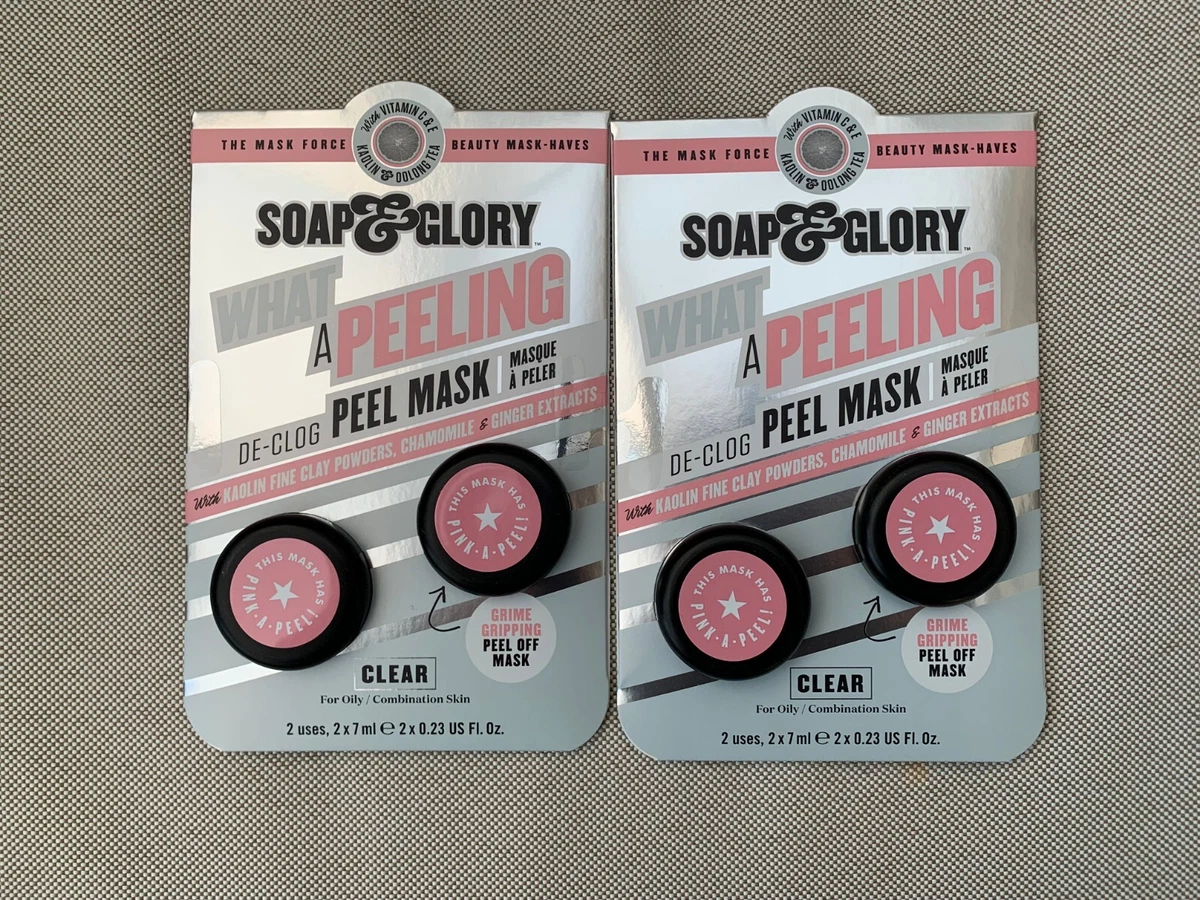 THE MASK FORCE
With VITAMIN C & E
KAOLIN & OOLONG TEA
BEAUTY MASK-HAVES
SOAP & GLORY™
WHAT
A PEELING
DE-CLOG PEEL MASK
MASQUE
À PELER
With KAOLIN FINE CLAY POWDERS, CHAMOMILE & GINGER EXTRACTS
THIS MASK HAS
PINK·A·PEEL!
THIS MASK HAS
PINK·A·PEEL!
GRIME
GRIPPING
PEEL OFF
MASK
CLEAR
For Oily / Combination Skin
2 uses, 2 x 7 ml ℮ 2 x 0.23 US Fl. Oz.
THE MASK FORCE
With VITAMIN C & E
KAOLIN & OOLONG TEA
BEAUTY MASK-HAVES
SOAP & GLORY™
WHAT
A PEELING
DE-CLOG PEEL MASK
MASQUE
À PELER
With KAOLIN FINE CLAY POWDERS, CHAMOMILE & GINGER EXTRACTS
THIS MASK HAS
PINK·A·PEEL!
THIS MASK HAS
PINK·A·PEEL!
GRIME
GRIPPING
PEEL OFF
MASK
CLEAR
For Oily / Combination Skin
2 uses, 2 x 7 ml ℮ 2 x 0.23 US Fl. Oz.